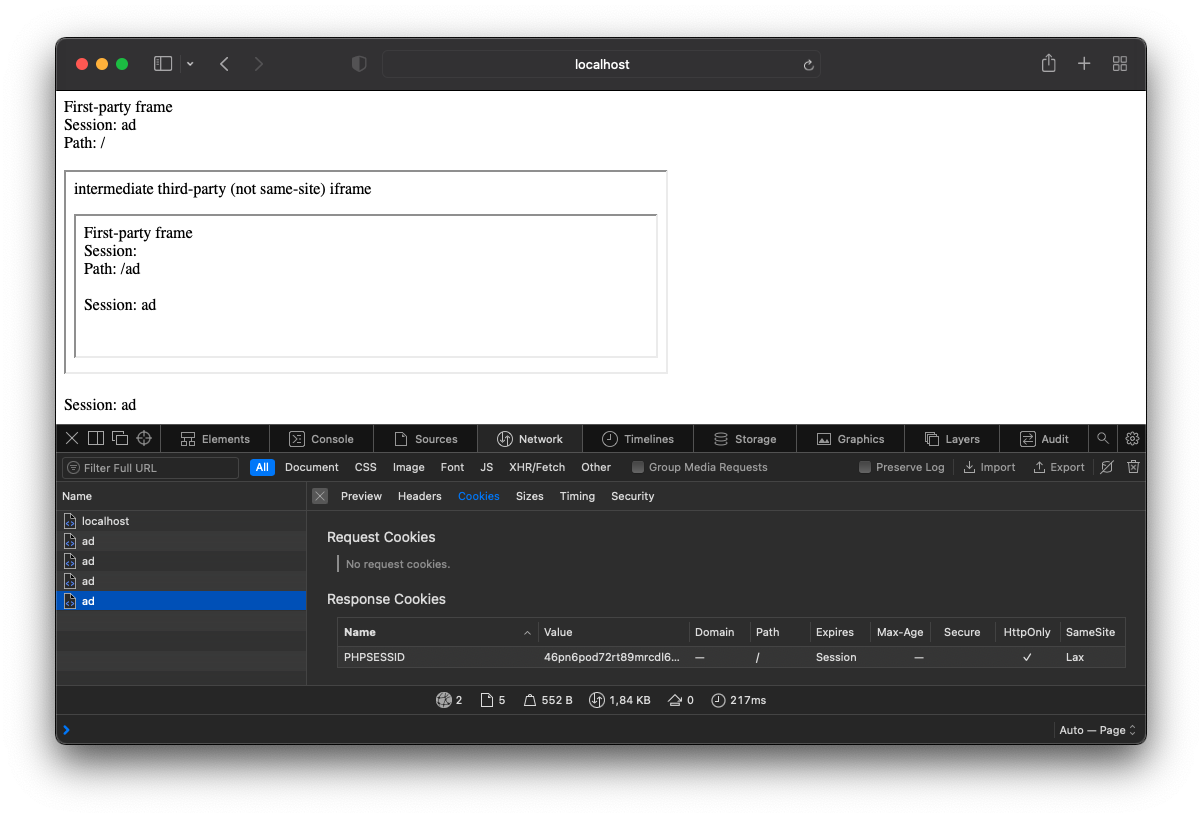 localhost
First-party frame
Session: ad
Path: /
intermediate third-party (not same-site) iframe
First-party frame
Session:
Path: /ad
Session: ad
Session: ad
Elements Console Sources Network Timelines Storage Graphics Layers Audit
Filter Full URL All Document CSS Image Font JS XHR/Fetch Other Group Media Requests Preserve Log Import Export
Name Preview Headers Cookies Sizes Timing Security
localhost
ad
ad
ad
ad
Request Cookies
No request cookies.
Response Cookies
Name Value Domain Path Expires Max-Age Secure HttpOnly SameSite
PHPSESSID 46pn6pod72rt89mrcdl6... — / Session — ✓ Lax
2 5 552 B 1,84 KB 0 217ms
Auto — Page